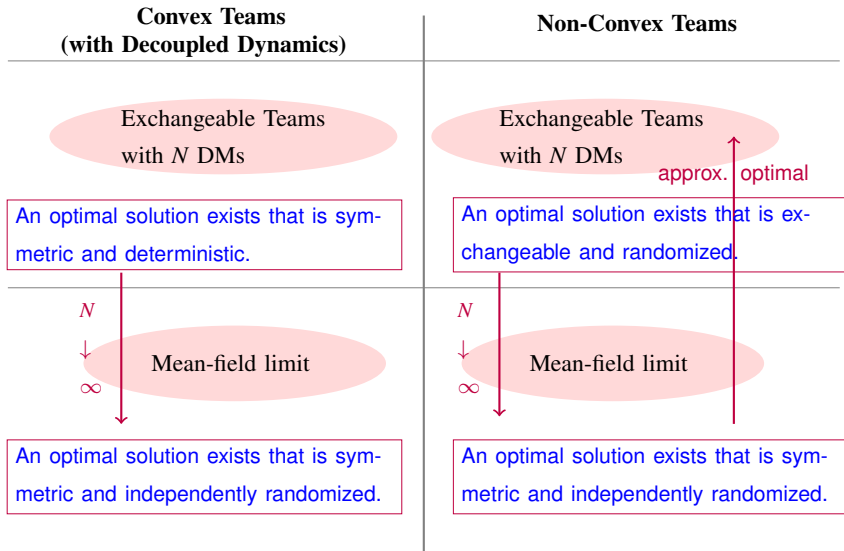 Convex Teams
(with Decoupled Dynamics)
Non-Convex Teams
Exchangeable Teams
with N DMs
An optimal solution exists that is sym-
metric and deterministic.
Exchangeable Teams
with N DMs
approx. optimal
An optimal solution exists that is ex-
changeable and randomized.
N
↓
∞
Mean-field limit
An optimal solution exists that is sym-
metric and independently randomized.
N
↓
∞
Mean-field limit
An optimal solution exists that is sym-
metric and independently randomized.